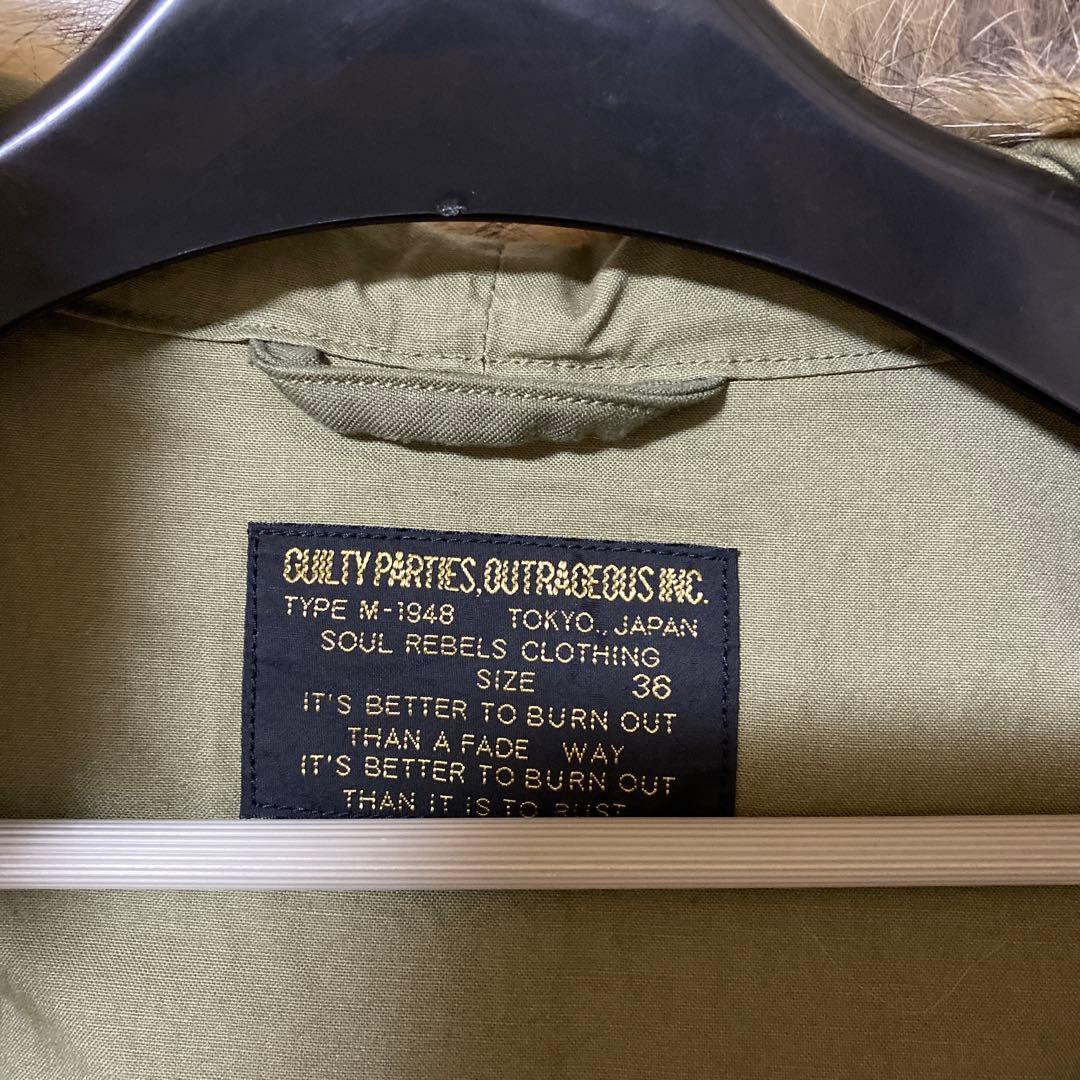 GUILTY PARTIES, OUTRAGEOUS INC.
TYPE M-1948 TOKYO., JAPAN
SOUL REBELS CLOTHING
SIZE 36
IT'S BETTER TO BURN OUT
THAN A FADE WAY
IT'S BETTER TO BURN OUT
THAN IT IS TO RUST